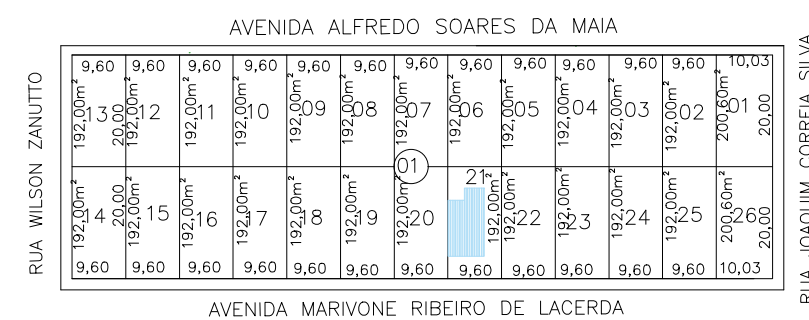 AVENIDA ALFREDO SOARES DA MAIA
9,60 9,60 9,60 9,60 9,60 9,60 9,60 9,60 9,60 9,60 9,60 9,60 10,03
192,00m² 192,00m² 192,00m² 192,00m² 192,00m² 192,00m² 192,00m² 192,00m² 192,00m² 192,00m² 192,00m² 192,00m² 200,60m²
13 12 11 10 09 08 07 06 05 04 03 02 01
20,00 20,00
RUA WILSON ZANUTTO
RUA JOAQUIM CORREIA SILVA
01
21
192,00m² 192,00m² 192,00m² 192,00m² 192,00m² 192,00m² 192,00m² 192,00m² 192,00m² 192,00m² 192,00m² 192,00m² 200,60m²
14 15 16 17 18 19 20 22 23 24 25 26
20,00 20,00
9,60 9,60 9,60 9,60 9,60 9,60 9,60 9,60 9,60 9,60 9,60 9,60 10,03
AVENIDA MARIVONE RIBEIRO DE LACERDA